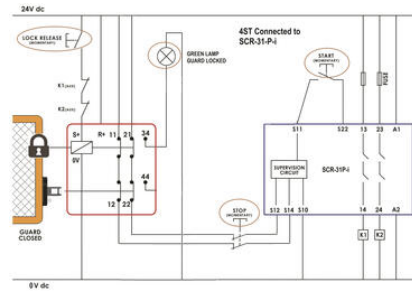 24V dc
4ST Connected to
SCR-31-P-i
LOCK RELEASE
(MOMENTARY)
GREEN LAMP
GUARD LOCKED
START
(MOMENTARY)
FUSE
K1 (AUX)
K2 (AUX)
S+ R+ 11 21 34
0V
44
12 22
S11 S22 13 23 A1
SUPERVISION
CIRCUIT
SCR-31P-i
STOP
(MOMENTARY)
S12 S14 S10 14 24 A2
K1 K2
GUARD
CLOSED
0V dc